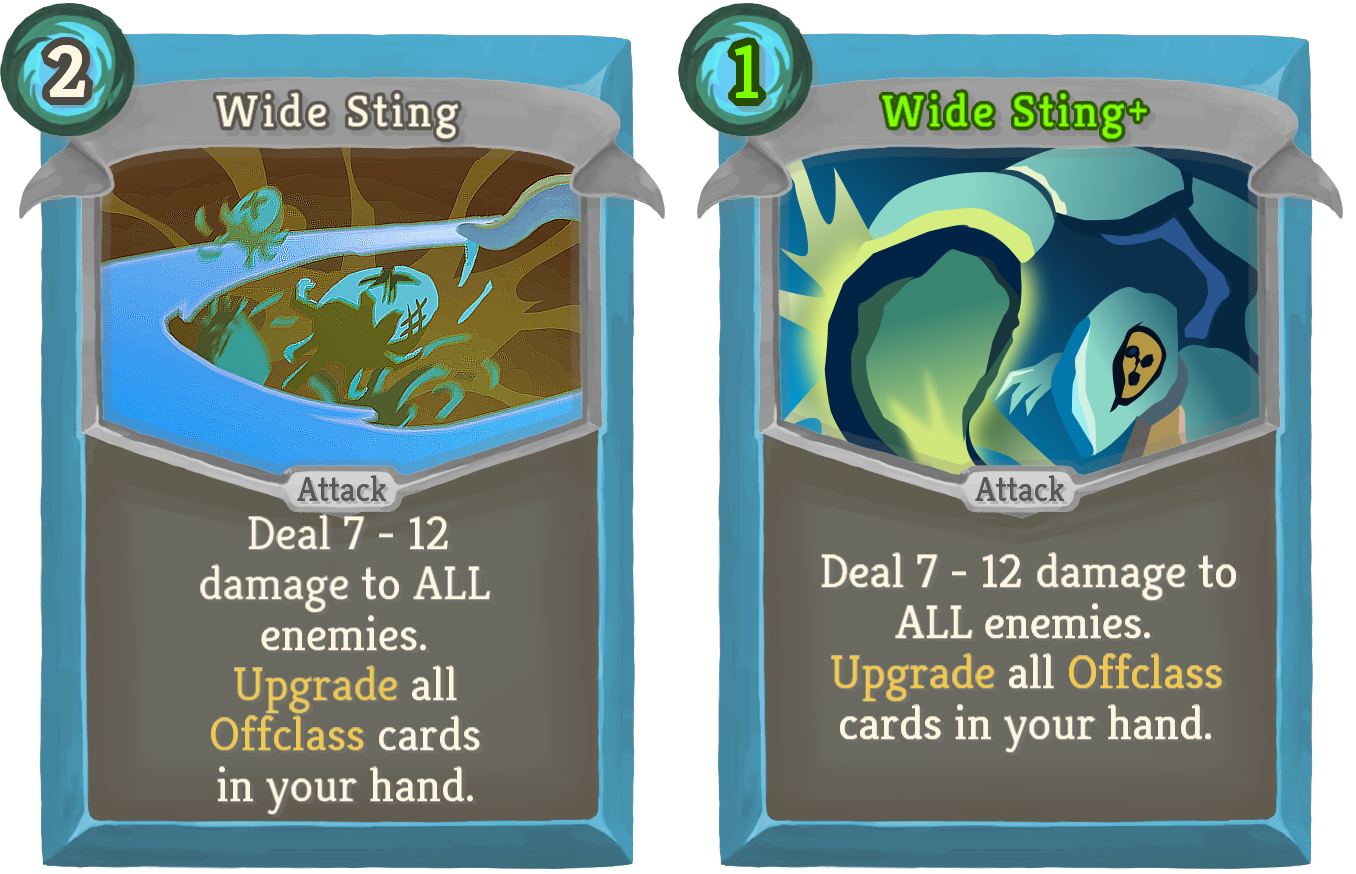 2
Wide Sting
Attack
Deal 7 - 12
damage to ALL
enemies.
Upgrade all
Offclass cards
in your hand.
1
Wide Sting+
Attack
Deal 7 - 12 damage to
ALL enemies.
Upgrade all Offclass
cards in your hand.